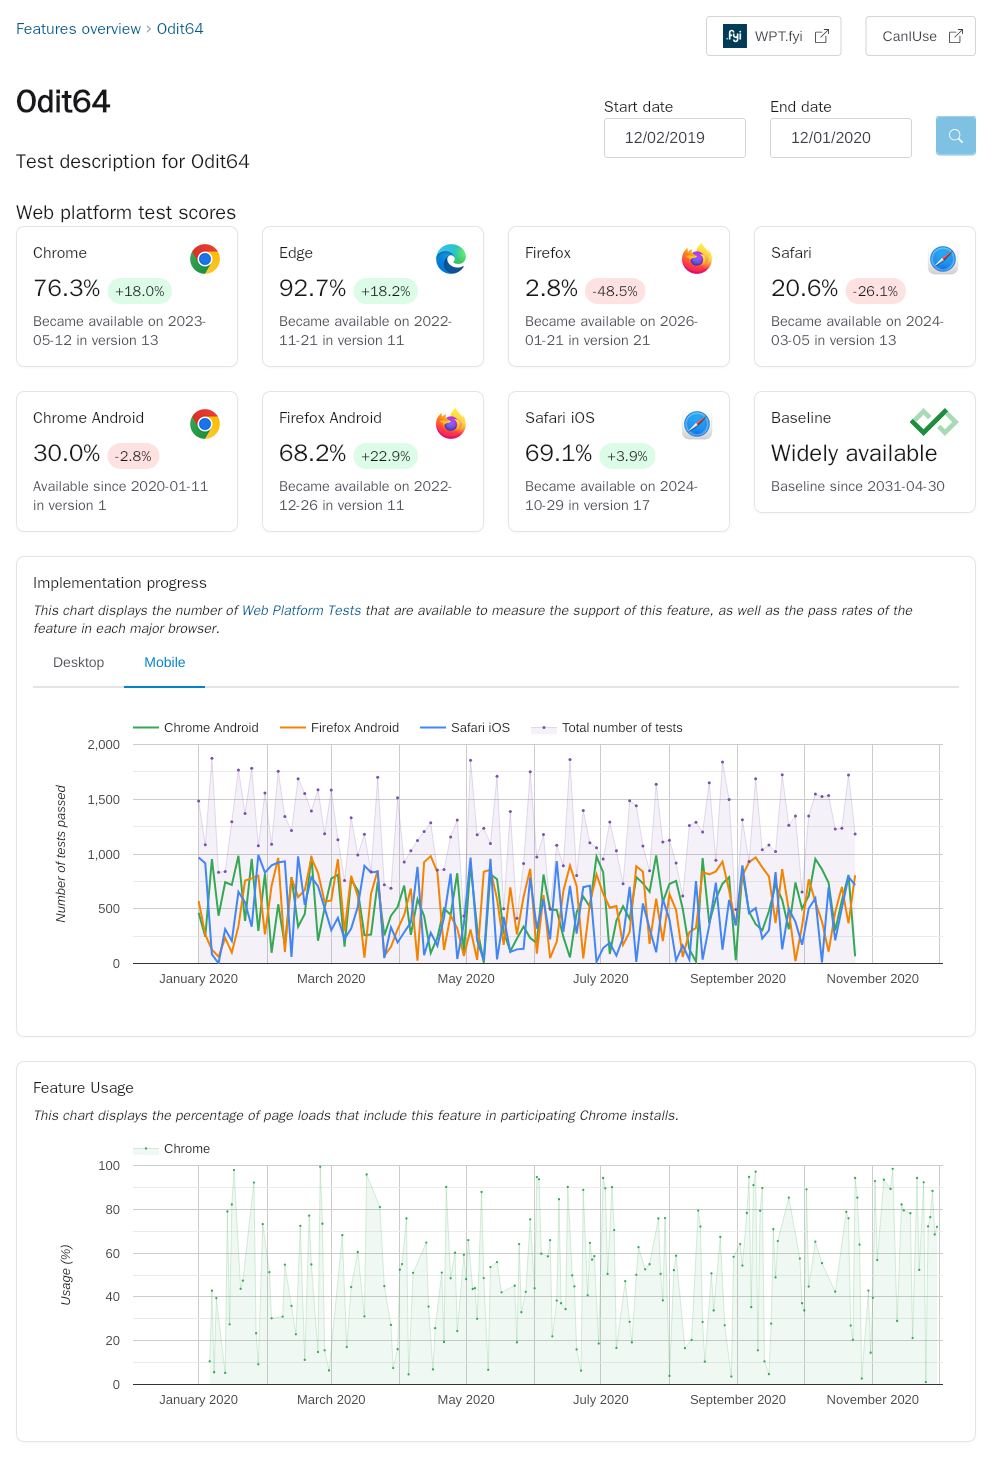 Features overview › Odit64
.fyi WPT.fyi
CanIUse
Odit64
Start date
End date
12/02/2019
12/01/2020
Test description for Odit64
Web platform test scores
Chrome
76.3% +18.0%
Became available on 2023-
05-12 in version 13
Edge
92.7% +18.2%
Became available on 2022-
11-21 in version 11
Firefox
2.8% -48.5%
Became available on 2026-
01-21 in version 21
Safari
20.6% -26.1%
Became available on 2024-
03-05 in version 13
Chrome Android
30.0% -2.8%
Available since 2020-01-11
in version 1
Firefox Android
68.2% +22.9%
Became available on 2022-
12-26 in version 11
Safari iOS
69.1% +3.9%
Became available on 2024-
10-29 in version 17
Baseline
Widely available
Baseline since 2031-04-30
Implementation progress
This chart displays the number of Web Platform Tests that are available to measure the support of this feature, as well as the pass rates of the
feature in each major browser.
Desktop Mobile
Chrome Android Firefox Android Safari iOS Total number of tests
Number of tests passed
2,000
1,500
1,000
500
0
January 2020 March 2020 May 2020 July 2020 September 2020 November 2020
Feature Usage
This chart displays the percentage of page loads that include this feature in participating Chrome installs.
Chrome
Usage (%)
100
80
60
40
20
0
January 2020 March 2020 May 2020 July 2020 September 2020 November 2020